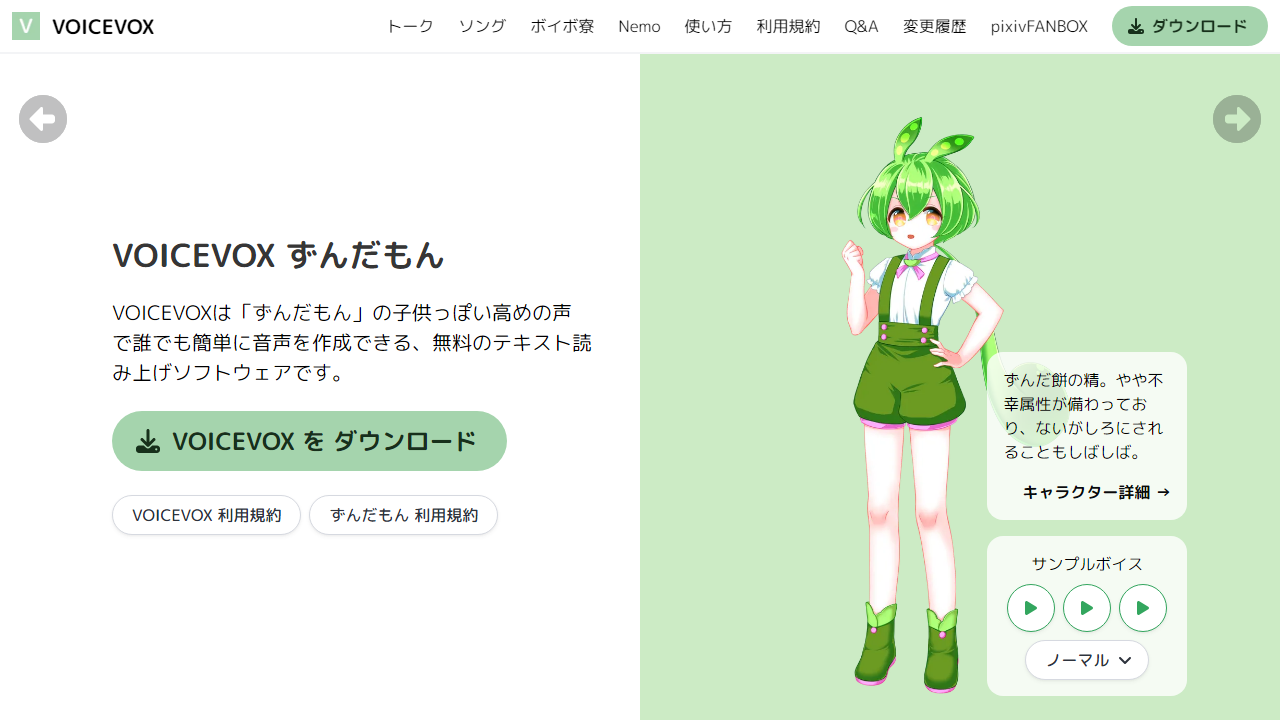 V VOICEVOX
トーク ソング ボイボ寮 Nemo 使い方 利用規約 Q&A 変更履歴 pixivFANBOX ダウンロード
VOICEVOX ずんだもん
VOICEVOXは「ずんだもん」の子供っぽい高めの声
で誰でも簡単に音声を作成できる、無料のテキスト読
み上げソフトウェアです。
VOICEVOX を ダウンロード
VOICEVOX 利用規約 ずんだもん 利用規約
ずんだ餅の精。やや不
幸属性が備わってお
り、ないがしろにされ
ることもしばしば。
キャラクター詳細 →
サンプルボイス
ノーマル